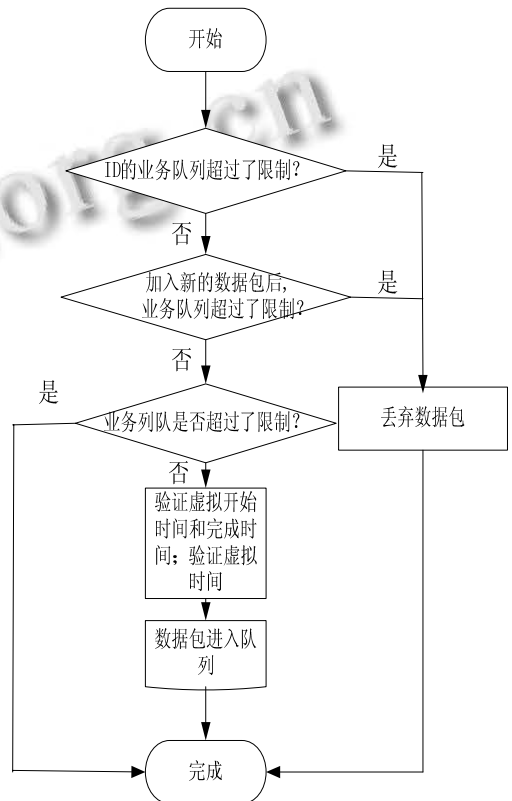 开始
ID的业务队列超过了限制?
是
否
加入新的数据包后,
业务队列超过了限制?
是
否
是
业务列队是否超过了限制?
丢弃数据包
否
验证虚拟开始
时间和完成时
间；验证虚拟
时间
数据包进入队
列
完成
org.cn